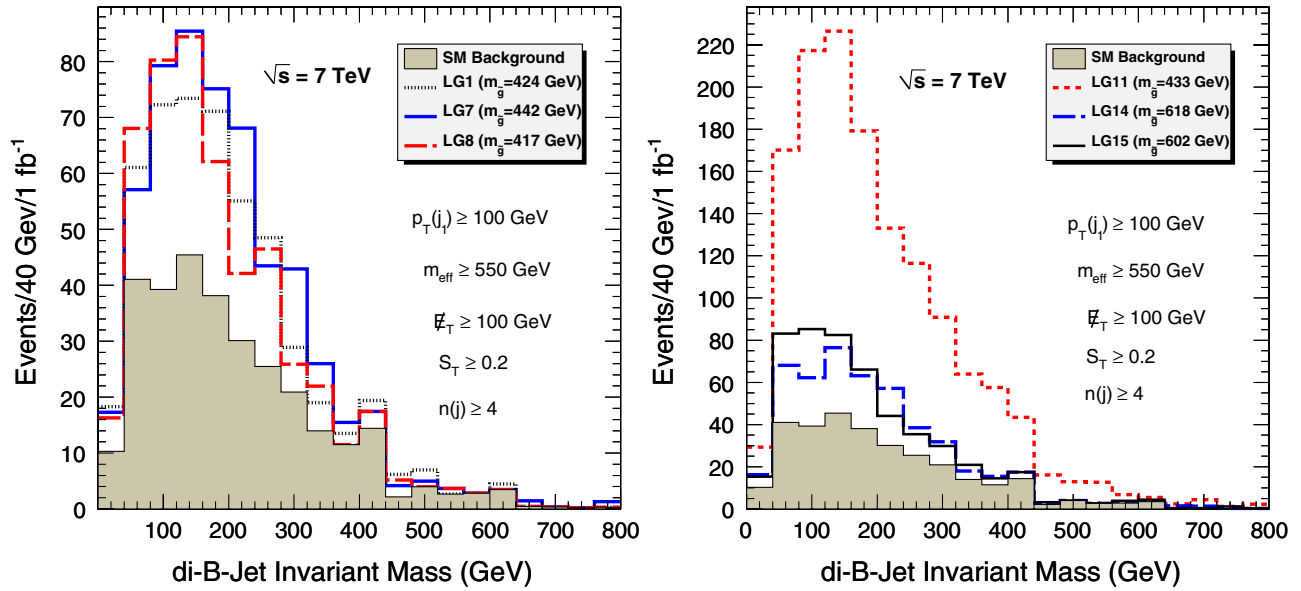 Events/40 Gev/1 fb⁻¹
80
70
60
50
40
30
20
10
0
√s = 7 TeV
SM Background
LG1 (m_g̃=424 GeV)
LG7 (m_g̃=442 GeV)
LG8 (m_g̃=417 GeV)
p_T(j_1) ≥ 100 GeV
m_eff ≥ 550 GeV
E̸_T ≥ 100 GeV
S_T ≥ 0.2
n(j) ≥ 4
100 200 300 400 500 600 700 800
di-B-Jet Invariant Mass (GeV)
Events/40 Gev/1 fb⁻¹
220
200
180
160
140
120
100
80
60
40
20
0
√s = 7 TeV
SM Background
LG11 (m_g̃=433 GeV)
LG14 (m_g̃=618 GeV)
LG15 (m_g̃=602 GeV)
p_T(j_1) ≥ 100 GeV
m_eff ≥ 550 GeV
E̸_T ≥ 100 GeV
S_T ≥ 0.2
n(j) ≥ 4
0 100 200 300 400 500 600 700 800
di-B-Jet Invariant Mass (GeV)